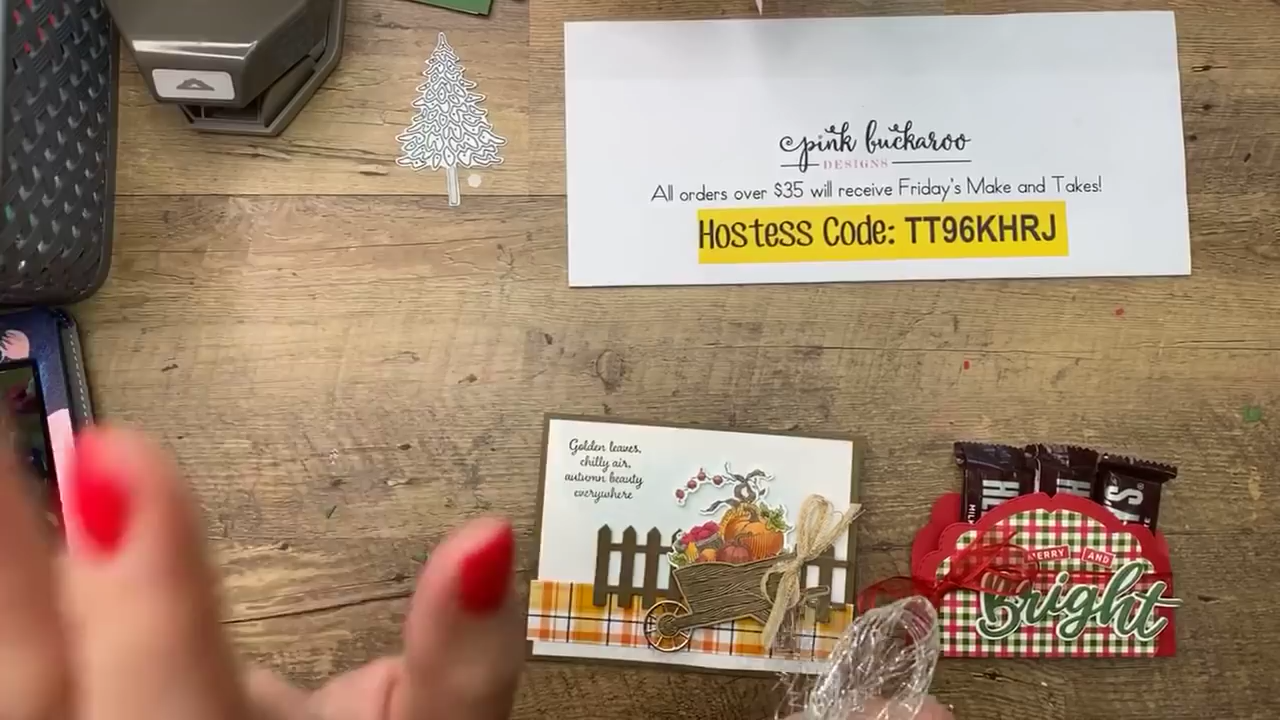 pink buckaroo
DESIGNS
All orders over $35 will receive Friday's Make and Takes!
Hostess Code: TT96KHRJ
Golden leaves,
chilly air,
autumn beauty
everywhere
MERRY AND
Bright